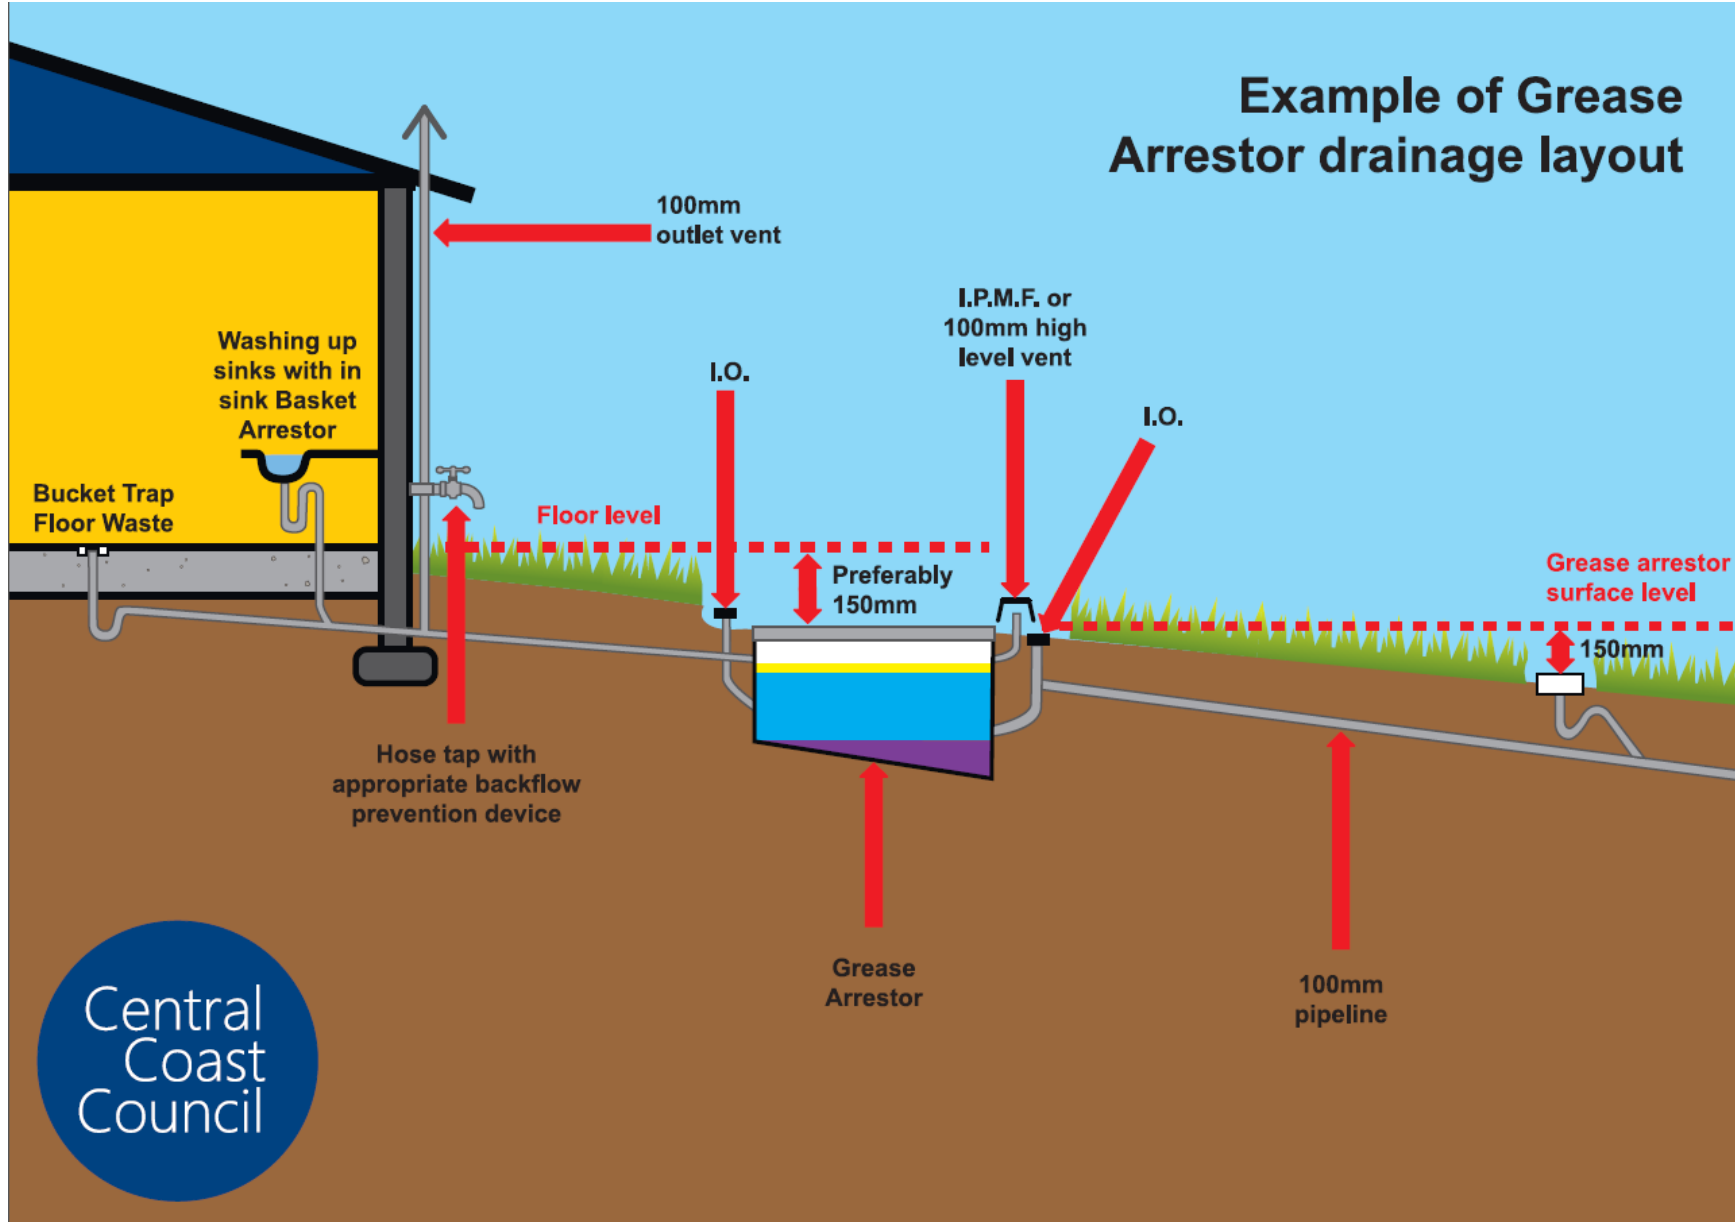 Example of Grease
Arrestor drainage layout
100mm
outlet vent
I.P.M.F. or
100mm high
level vent
Washing up
sinks with in
sink Basket
Arrestor
I.O.
I.O.
Bucket Trap
Floor Waste
Floor level
Preferably
150mm
Grease arrestor
surface level
150mm
Hose tap with
appropriate backflow
prevention device
Grease
Arrestor
100mm
pipeline
Central
Coast
Council